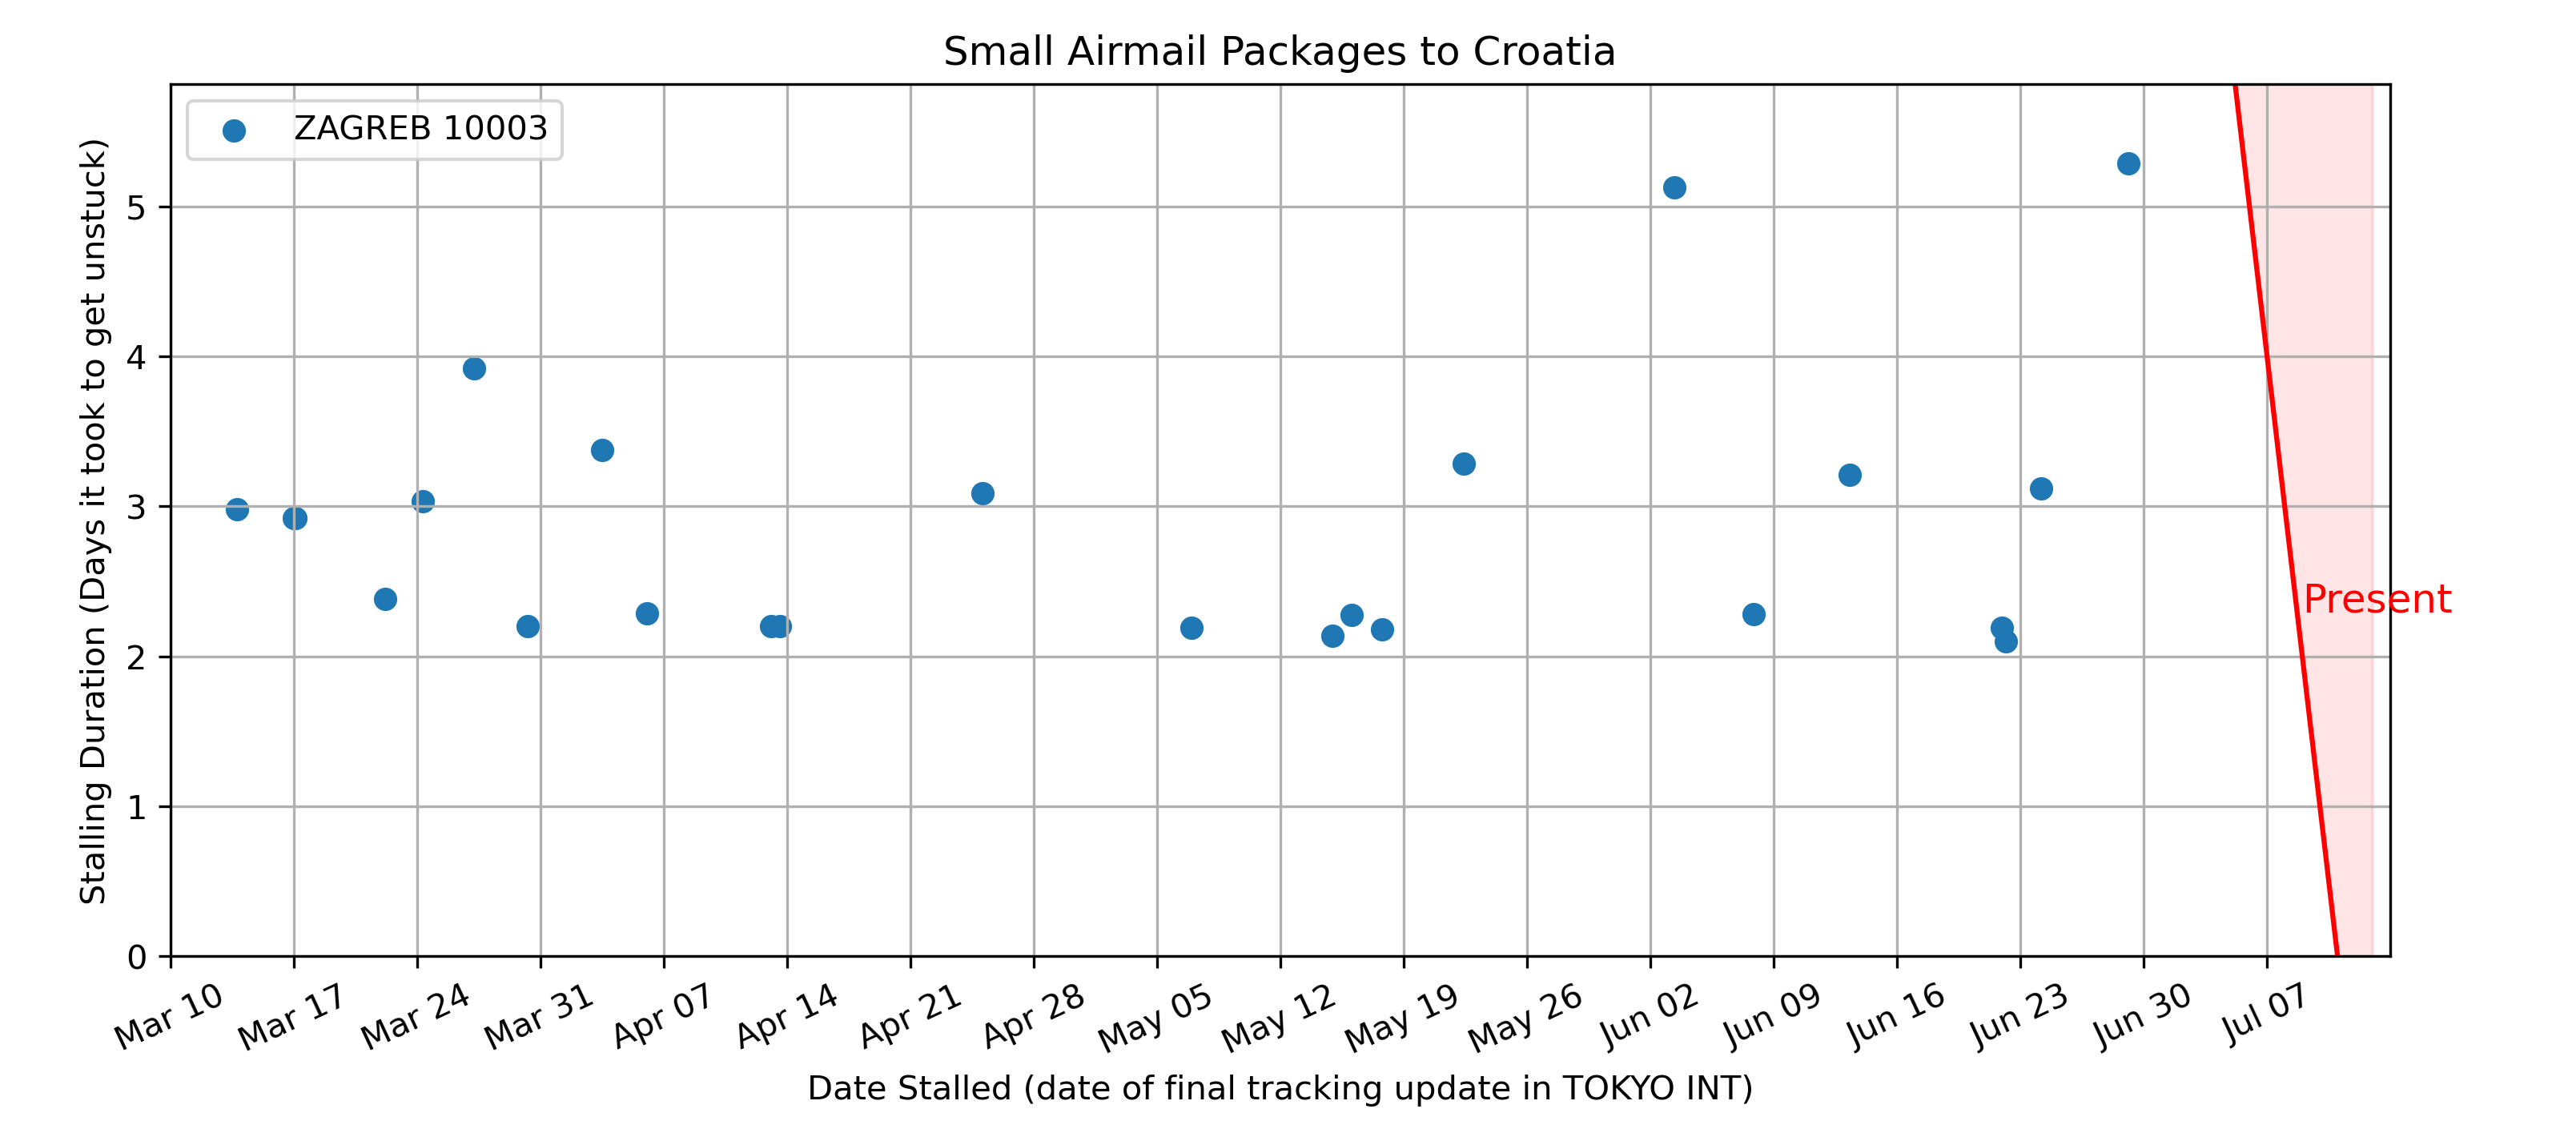 Small Airmail Packages to Croatia
ZAGREB 10003
Stalling Duration (Days it took to get unstuck)
5
4
3
2
1
0
Present
Mar 10
Mar 17
Mar 24
Mar 31
Apr 07
Apr 14
Apr 21
Apr 28
May 05
May 12
May 19
May 26
Jun 02
Jun 09
Jun 16
Jun 23
Jun 30
Jul 07
Date Stalled (date of final tracking update in TOKYO INT)